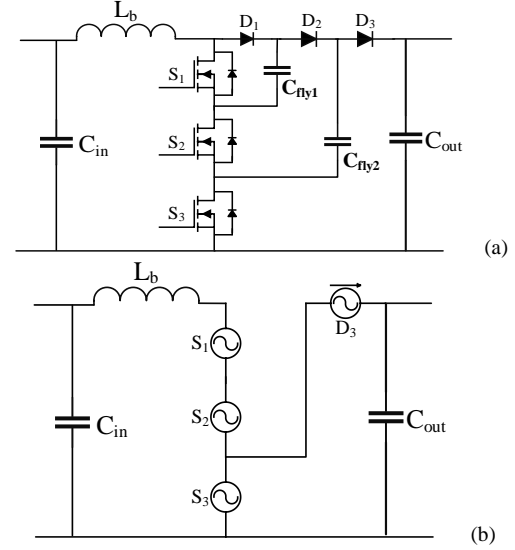 L_b D_1 D_2 D_3
S_1
C_fly1
S_2
C_in C_fly2 C_out
S_3
(a)
L_b
D_3
S_1
C_in S_2 C_out
S_3
(b)